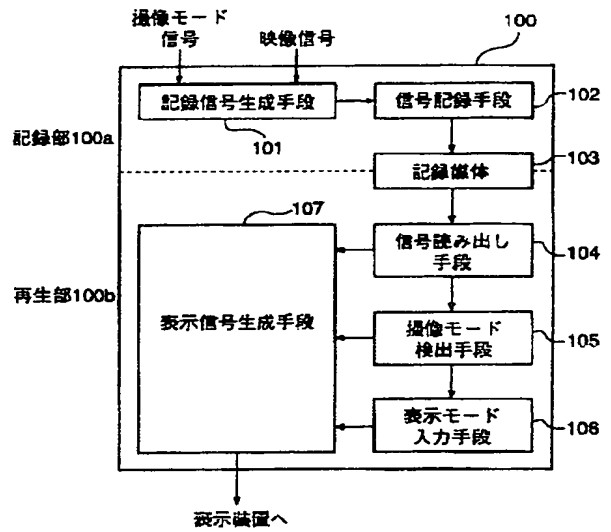 撮像モード
信号
映像信号
100
記録信号生成手段
信号記録手段
102
101
記録部100a
記録媒体
103
107
信号読み出し
手段
104
再生部100b
表示信号生成手段
撮像モード
検出手段
105
表示モード
入力手段
106
表示装置へ